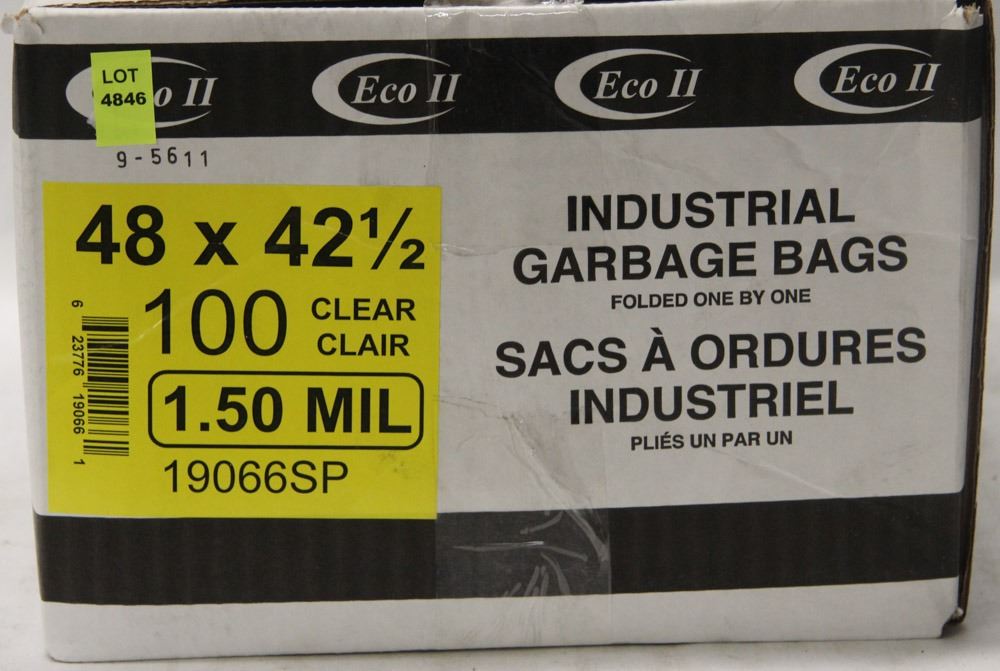 LOT
4846
o II
Eco II
Eco II
Eco II
9-5611
48 x 42½
100
CLEAR
CLAIR
1.50 MIL
19066SP
6 23776 19066 1
INDUSTRIAL
GARBAGE BAGS
FOLDED ONE BY ONE
SACS À ORDURES
INDUSTRIEL
PLIÉS UN PAR UN